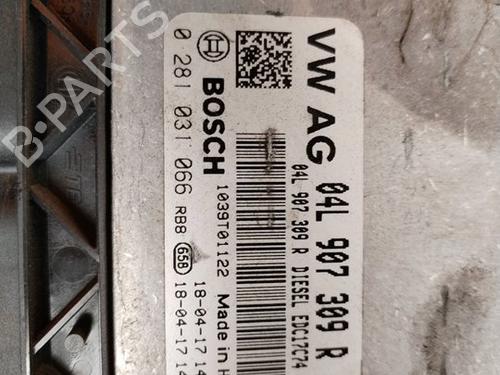 VW AG 04L 907 309 R
04L 907 309 R DIESEL EDC17C74
BOSCH
1039T01122 Made in H
0 281 031 066 RB8 658
18-04-17 14
18-04-17 14
B-PARTS